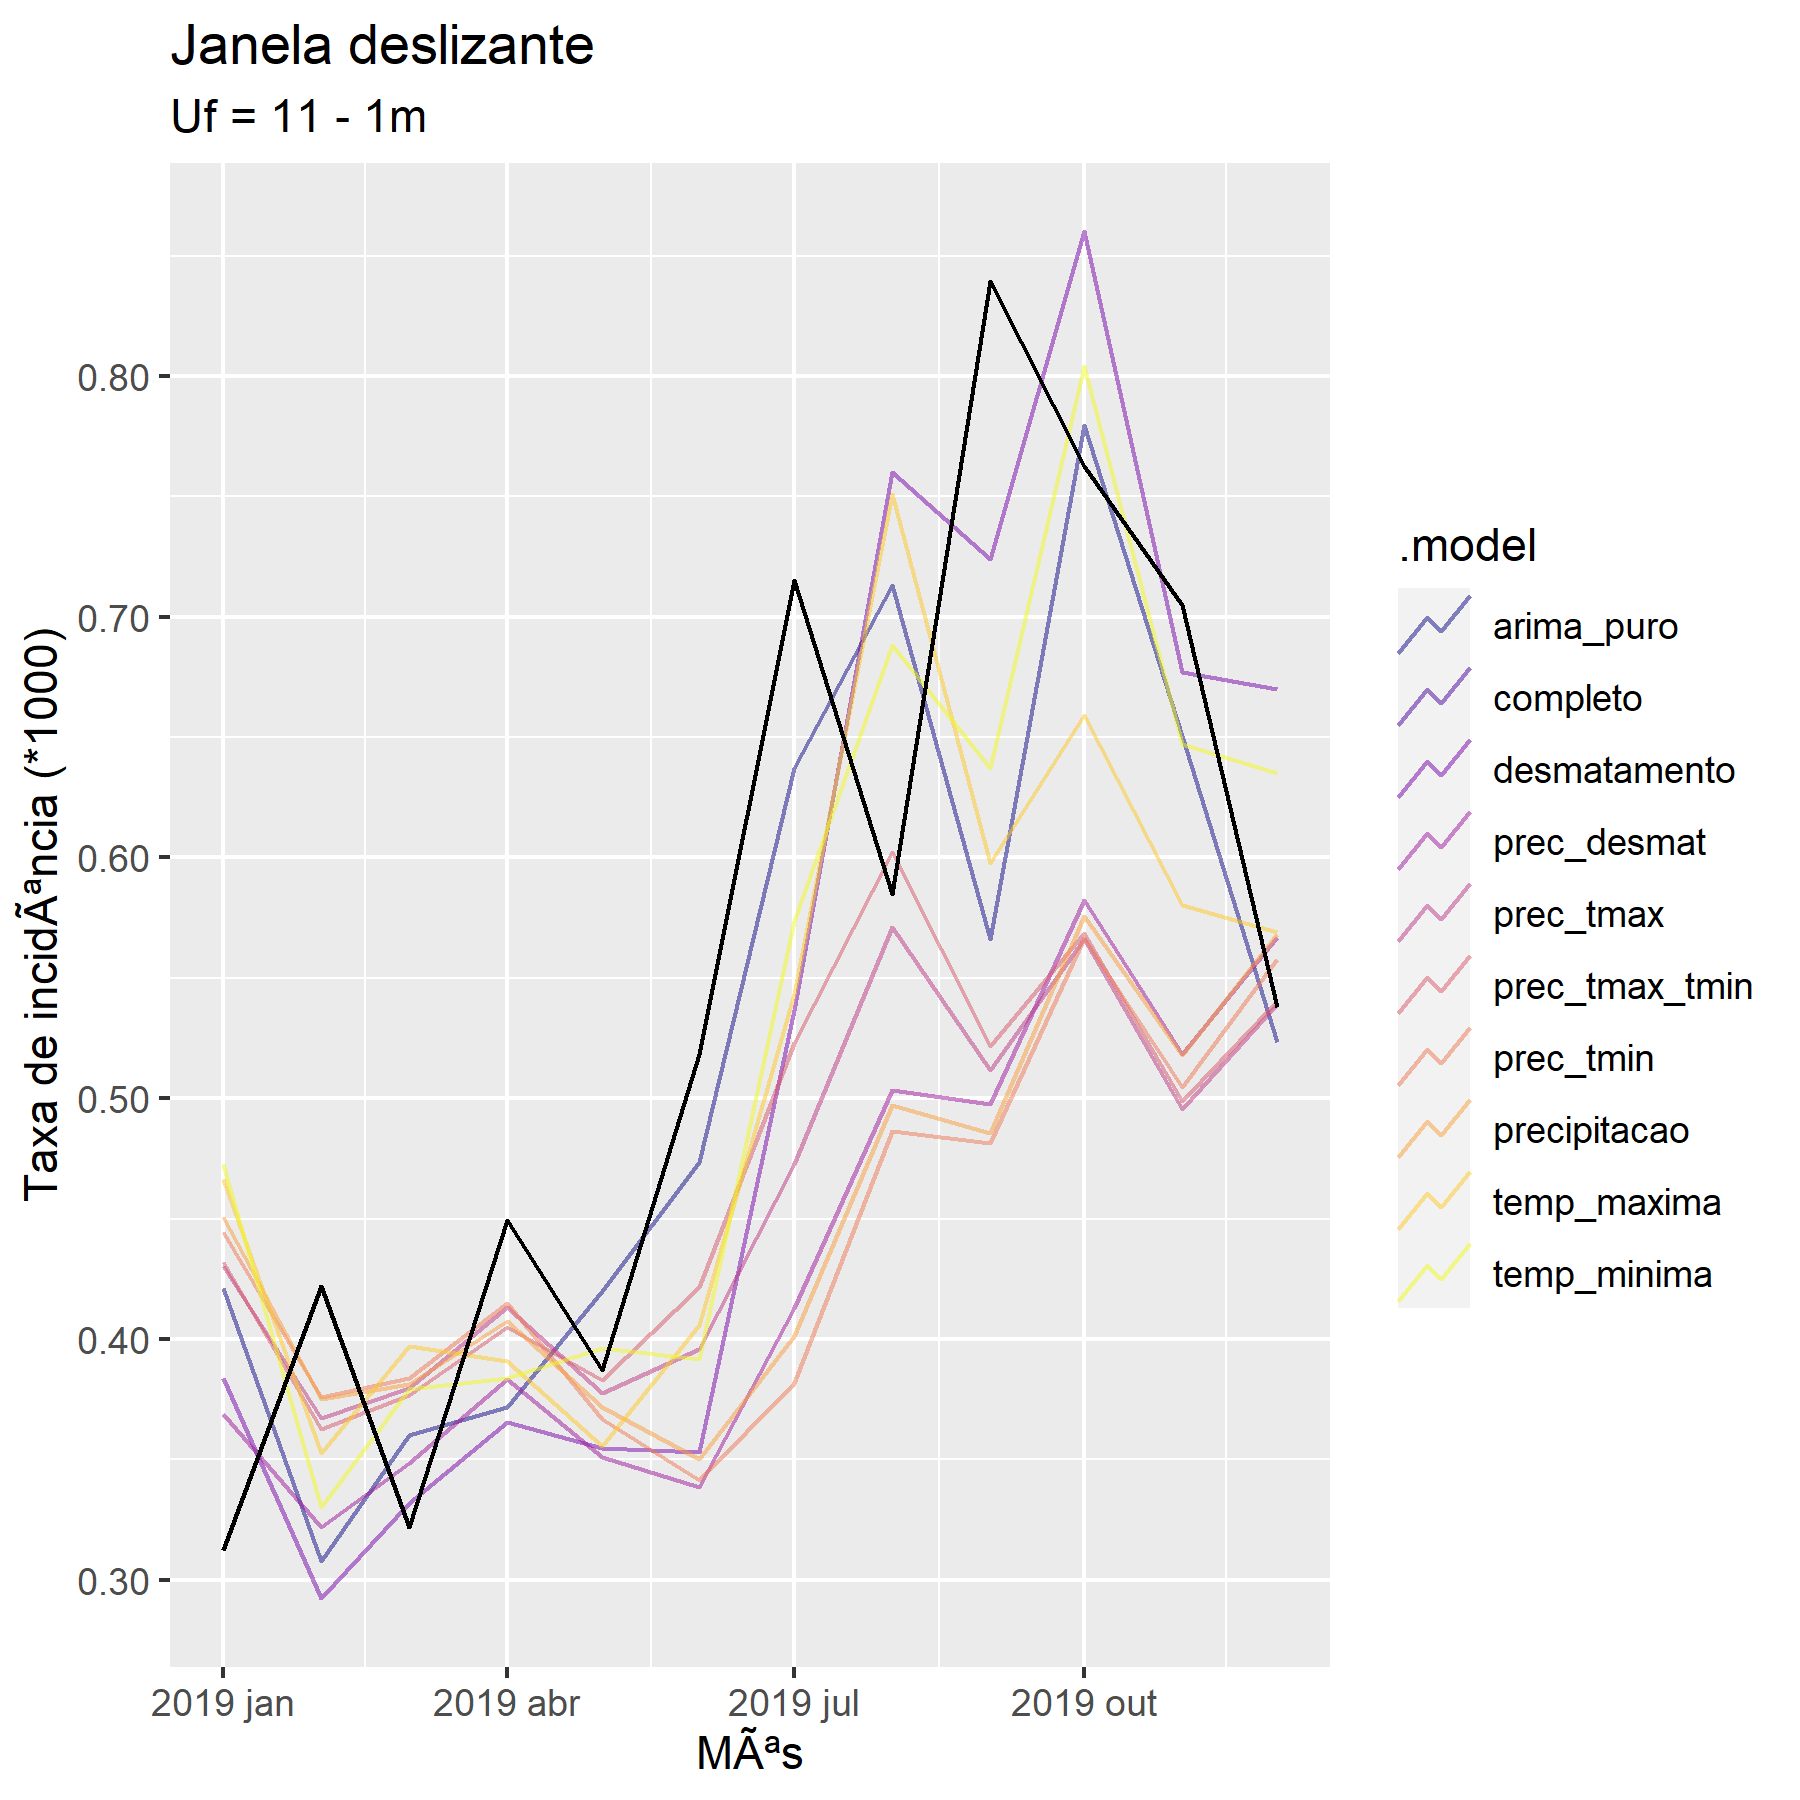 Janela deslizante
Uf = 11 - 1m
Taxa de incidÃªncia (*1000)
0.80
0.70
0.60
0.50
0.40
0.30
2019 jan
2019 abr
2019 jul
2019 out
MÃªs
.model
arima_puro
completo
desmatamento
prec_desmat
prec_tmax
prec_tmax_tmin
prec_tmin
precipitacao
temp_maxima
temp_minima